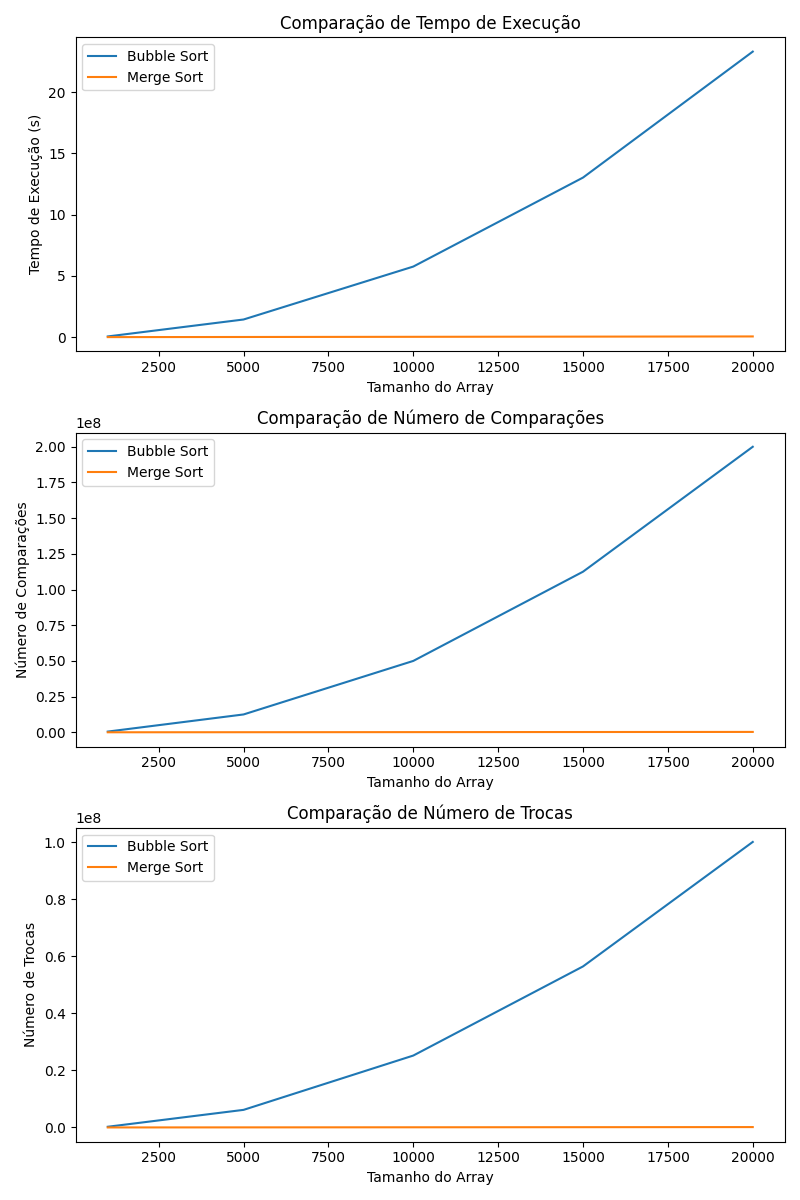 Comparação de Tempo de Execução
Bubble Sort
Merge Sort
Tempo de Execução (s)
20
15
10
5
0
2500 5000 7500 10000 12500 15000 17500 20000
Tamanho do Array
1e8
Comparação de Número de Comparações
Bubble Sort
Merge Sort
Número de Comparações
2.00
1.75
1.50
1.25
1.00
0.75
0.50
0.25
0.00
2500 5000 7500 10000 12500 15000 17500 20000
Tamanho do Array
1e8
Comparação de Número de Trocas
Bubble Sort
Merge Sort
Número de Trocas
1.0
0.8
0.6
0.4
0.2
0.0
2500 5000 7500 10000 12500 15000 17500 20000
Tamanho do Array